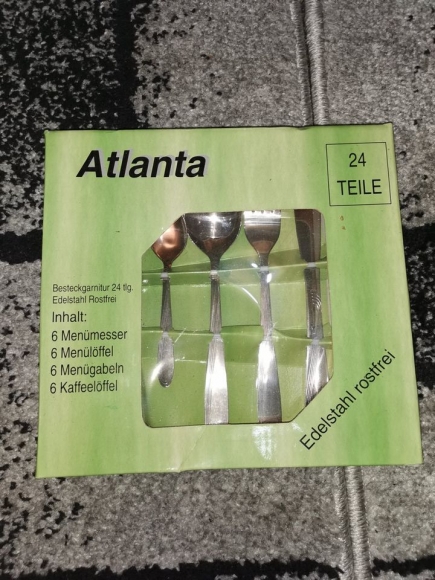 Atlanta
24
TEILE
Besteckgarnitur 24 tlg.
Edelstahl Rostfrei
Inhalt:
6 Menümesser
6 Menülöffel
6 Menügabeln
6 Kaffeelöffel
Edelstahl rostfrei